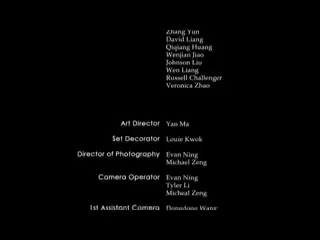 Zhang Yun
David Liang
Qiqiang Huang
Wenjian Jiao
Johnson Liu
Wen Liang
Russell Challenger
Veronica Zhao
Art Director Yan Ma
Set Decorator Louie Kwok
Director of Photography Evan Ning
Michael Zeng
Camera Operator Evan Ning
Tyler Li
Micheal Zeng
1st Assistant Camera Dongdong Wang